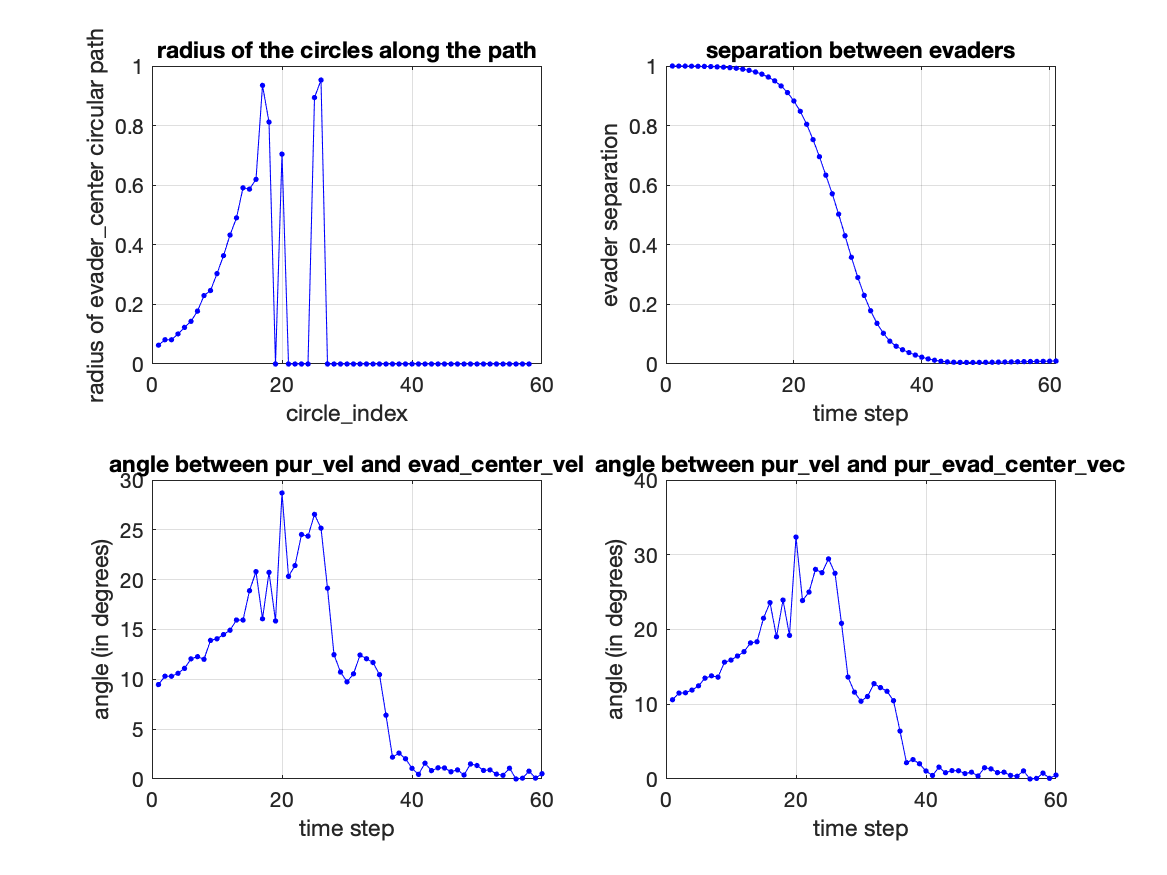 radius of the circles along the path
radius of evader_center circular path
1
0.8
0.6
0.4
0.2
0
0 20 40 60
circle_index
separation between evaders
evader separation
1
0.8
0.6
0.4
0.2
0
0 20 40 60
time step
angle between pur_vel and evad_center_vel
angle (in degrees)
30
25
20
15
10
5
0
0 20 40 60
time step
angle between pur_vel and pur_evad_center_vec
angle (in degrees)
40
30
20
10
0
0 20 40 60
time step